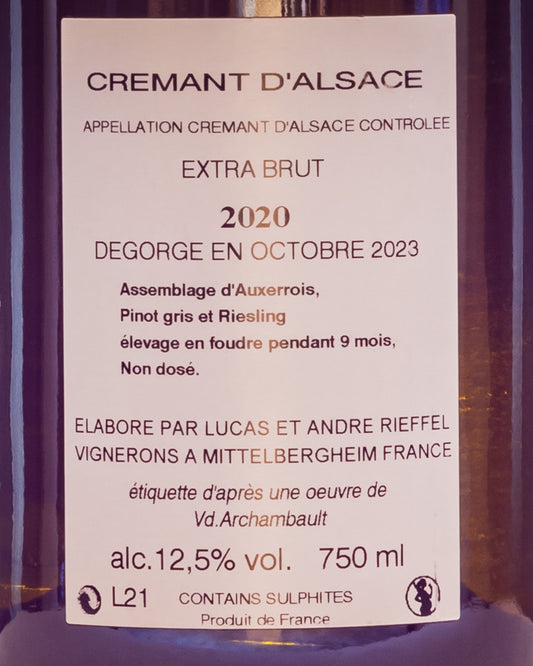 CREMANT D'ALSACE
APPELLATION CREMANT D'ALSACE CONTROLEE
EXTRA BRUT
2020
DEGORGE EN OCTOBRE 2023
Assemblage d'Auxerrois,
Pinot gris et Riesling
élevage en foudre pendant 9 mois,
Non dosé.
ELABORE PAR LUCAS ET ANDRE RIEFFEL
VIGNERONS A MITTELBERGHEIM FRANCE
étiquette d'après une oeuvre de
Vd.Archambault
alc.12,5% vol. 750 ml
L21 CONTAINS SULPHITES
Produit de France